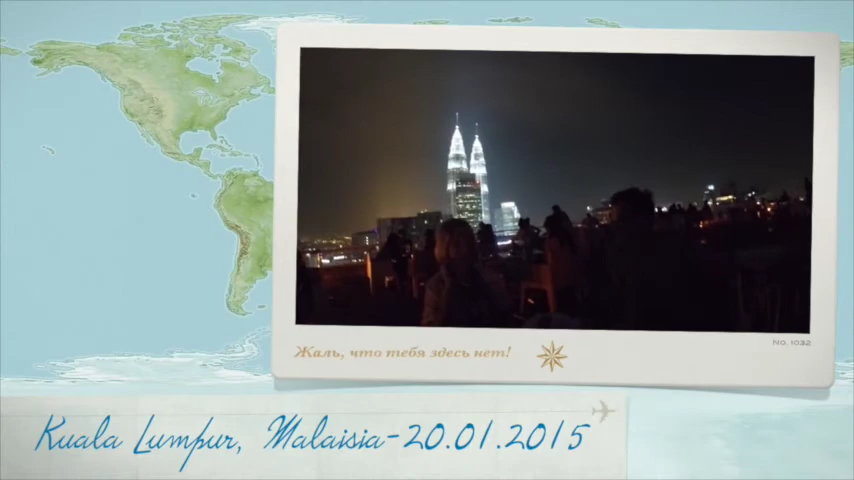 Жаль, что тебя здесь нет!
NO. 1032
Kuala Lumpur, Malaisia-20.01.2015